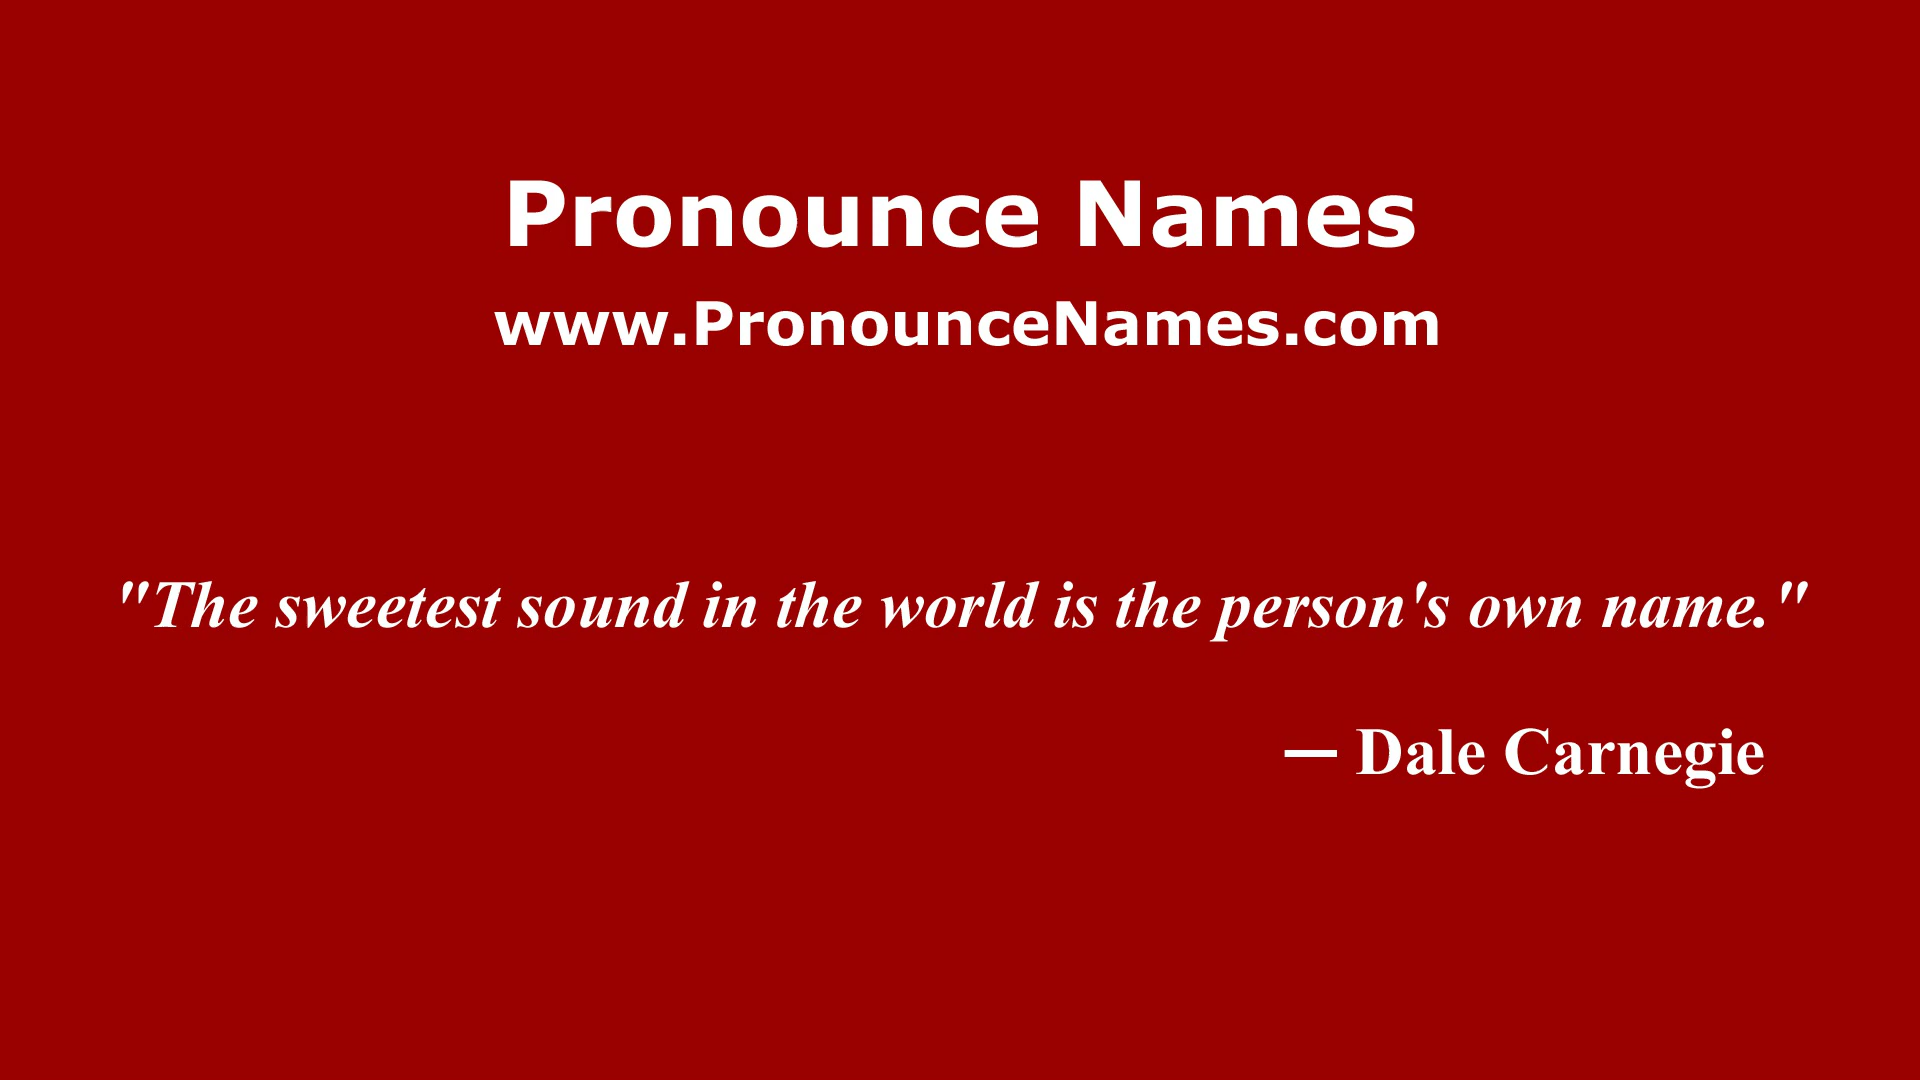 Pronounce Names
www.PronounceNames.com
"The sweetest sound in the world is the person's own name."
— Dale Carnegie